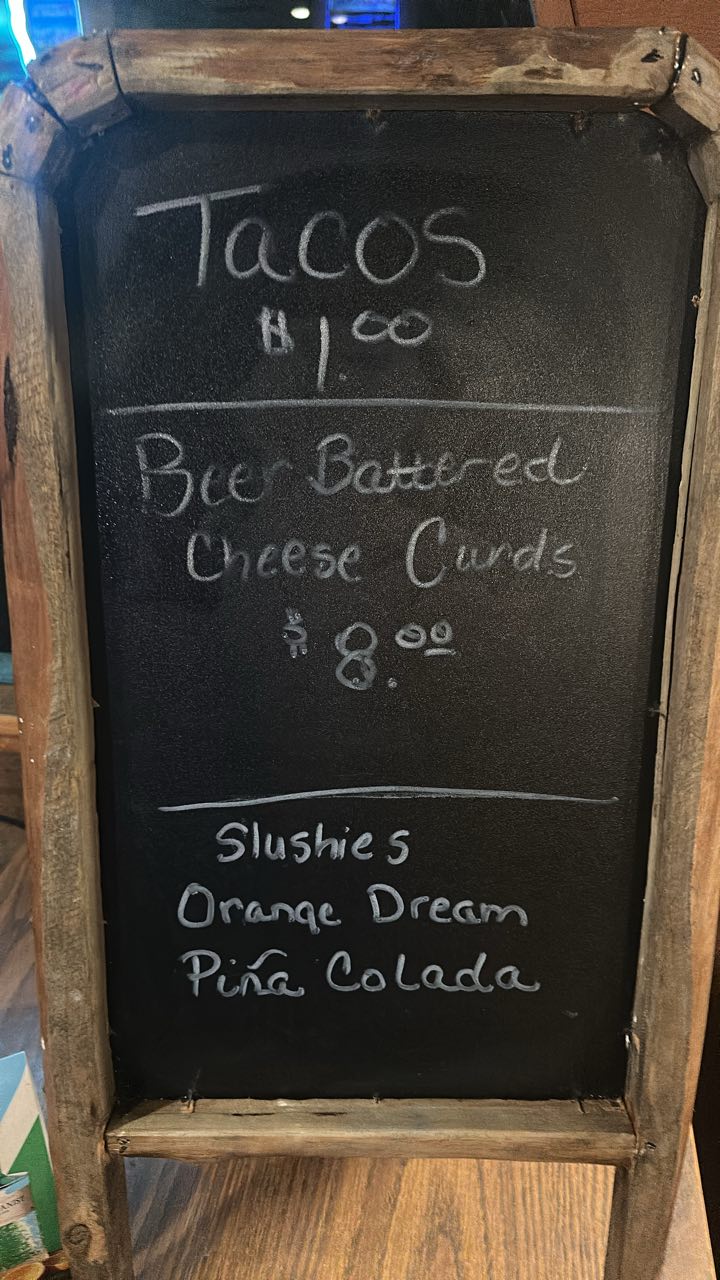 Tacos
$1.00
Beer Battered
Cheese Curds
$8.00
Slushies
Orange Dream
Piña Colada